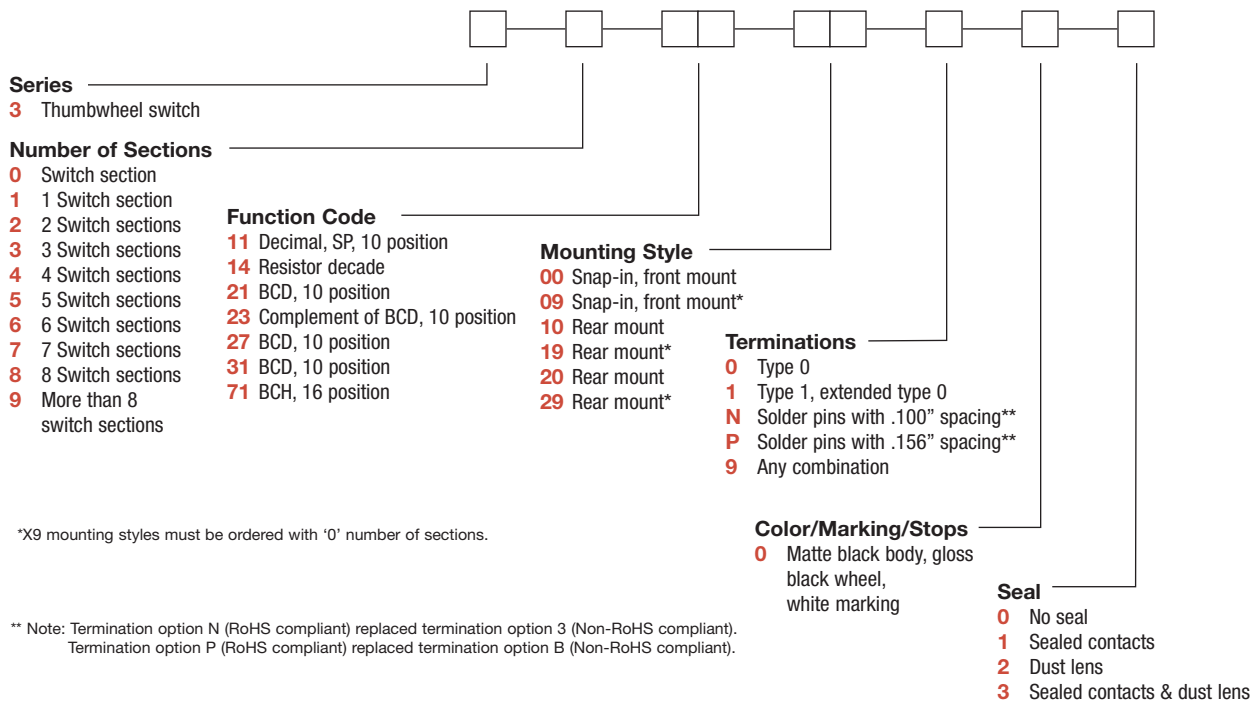 Series
3 Thumbwheel switch
Number of Sections
0 Switch section
1 1 Switch section
2 2 Switch sections
3 3 Switch sections
4 4 Switch sections
5 5 Switch sections
6 6 Switch sections
7 7 Switch sections
8 8 Switch sections
9 More than 8
switch sections
Function Code
11 Decimal, SP, 10 position
14 Resistor decade
21 BCD, 10 position
23 Complement of BCD, 10 position
27 BCD, 10 position
31 BCD, 10 position
71 BCH, 16 position
Mounting Style
00 Snap-in, front mount
09 Snap-in, front mount*
10 Rear mount
19 Rear mount*
20 Rear mount
29 Rear mount*
Terminations
0 Type 0
1 Type 1, extended type 0
N Solder pins with .100” spacing**
P Solder pins with .156” spacing**
9 Any combination
Color/Marking/Stops
0 Matte black body, gloss
black wheel,
white marking
Seal
0 No seal
1 Sealed contacts
2 Dust lens
3 Sealed contacts & dust lens
*X9 mounting styles must be ordered with ‘0’ number of sections.
** Note: Termination option N (RoHS compliant) replaced termination option 3 (Non-RoHS compliant).
Termination option P (RoHS compliant) replaced termination option B (Non-RoHS compliant).